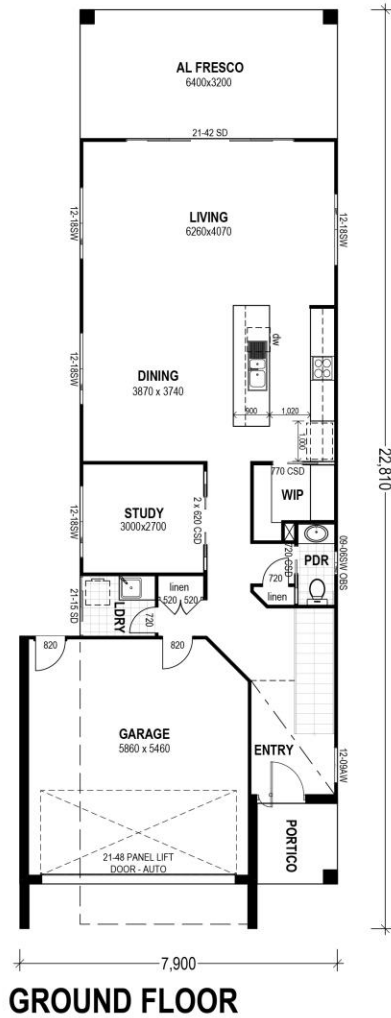 AL FRESCO
6400x3200
21-42 SD
LIVING
6260x4070
12-18SW
12-18SW
dw
12-18SW
DINING
3870 x 3740
900
1,020
1,000
22,810
770 CSD
WIP
STUDY
3000x2700
2 x 620 CSD
12-18SW
720 CSD
PDR
09-06SW OBS
720
linen
linen
520
520
21-15 SD
LDRY
720
820
820
GARAGE
5860 x 5460
ENTRY
12-09AW
PORTICO
21-48 PANEL LIFT
DOOR - AUTO
7,900
GROUND FLOOR